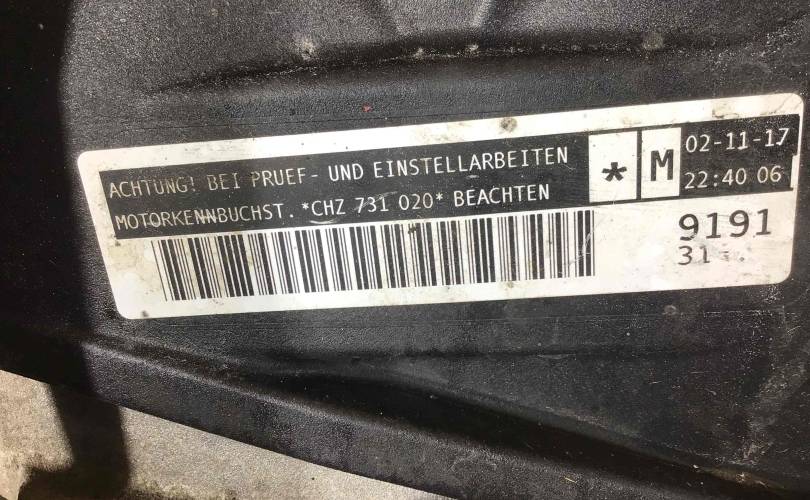 ACHTUNG! BEI PRUEF- UND EINSTELLARBEITEN
MOTORKENNBUCHST. *CHZ 731 020* BEACHTEN
* M
02-11-17
22:40 06
9191